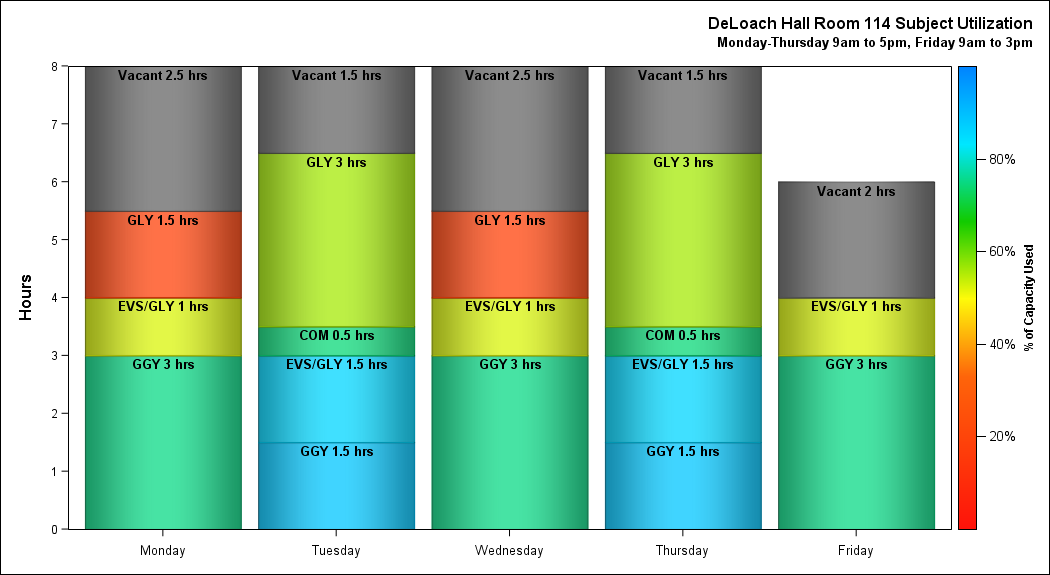 DeLoach Hall Room 114 Subject Utilization
Monday-Thursday 9am to 5pm, Friday 9am to 3pm
Hours
8
7
6
5
4
3
2
1
0
Vacant 2.5 hrs
GLY 1.5 hrs
EVS/GLY 1 hrs
GGY 3 hrs
Monday
Vacant 1.5 hrs
GLY 3 hrs
COM 0.5 hrs
EVS/GLY 1.5 hrs
GGY 1.5 hrs
Tuesday
Vacant 2.5 hrs
GLY 1.5 hrs
EVS/GLY 1 hrs
GGY 3 hrs
Wednesday
Vacant 1.5 hrs
GLY 3 hrs
COM 0.5 hrs
EVS/GLY 1.5 hrs
GGY 1.5 hrs
Thursday
Vacant 2 hrs
EVS/GLY 1 hrs
GGY 3 hrs
Friday
80%
60%
40%
20%
% of Capacity Used